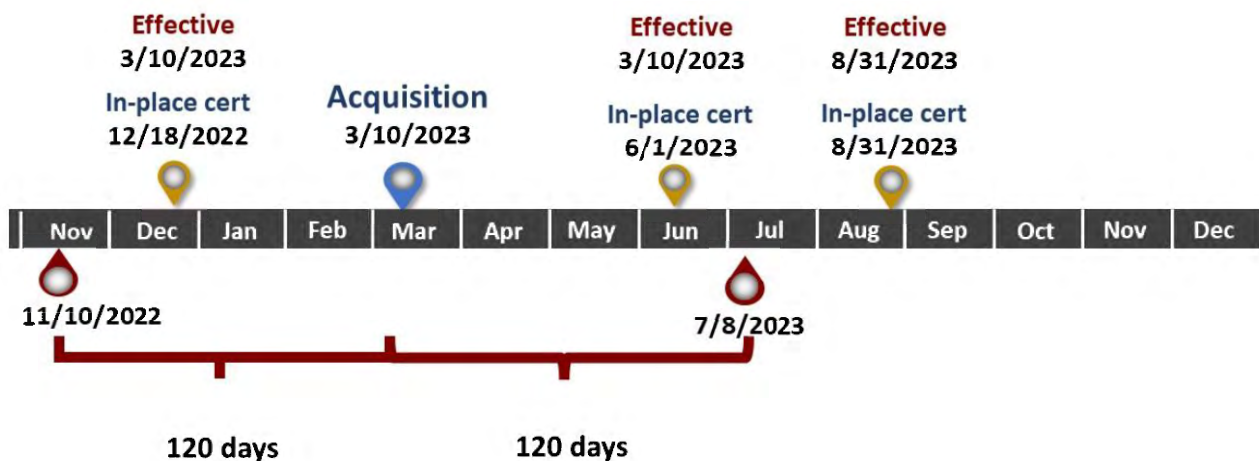 Effective
3/10/2023
In-place cert
12/18/2022
Acquisition
3/10/2023
Effective
3/10/2023
In-place cert
6/1/2023
Effective
8/31/2023
In-place cert
8/31/2023
Nov Dec Jan Feb Mar Apr May Jun Jul Aug Sep Oct Nov Dec
11/10/2022
7/8/2023
120 days
120 days